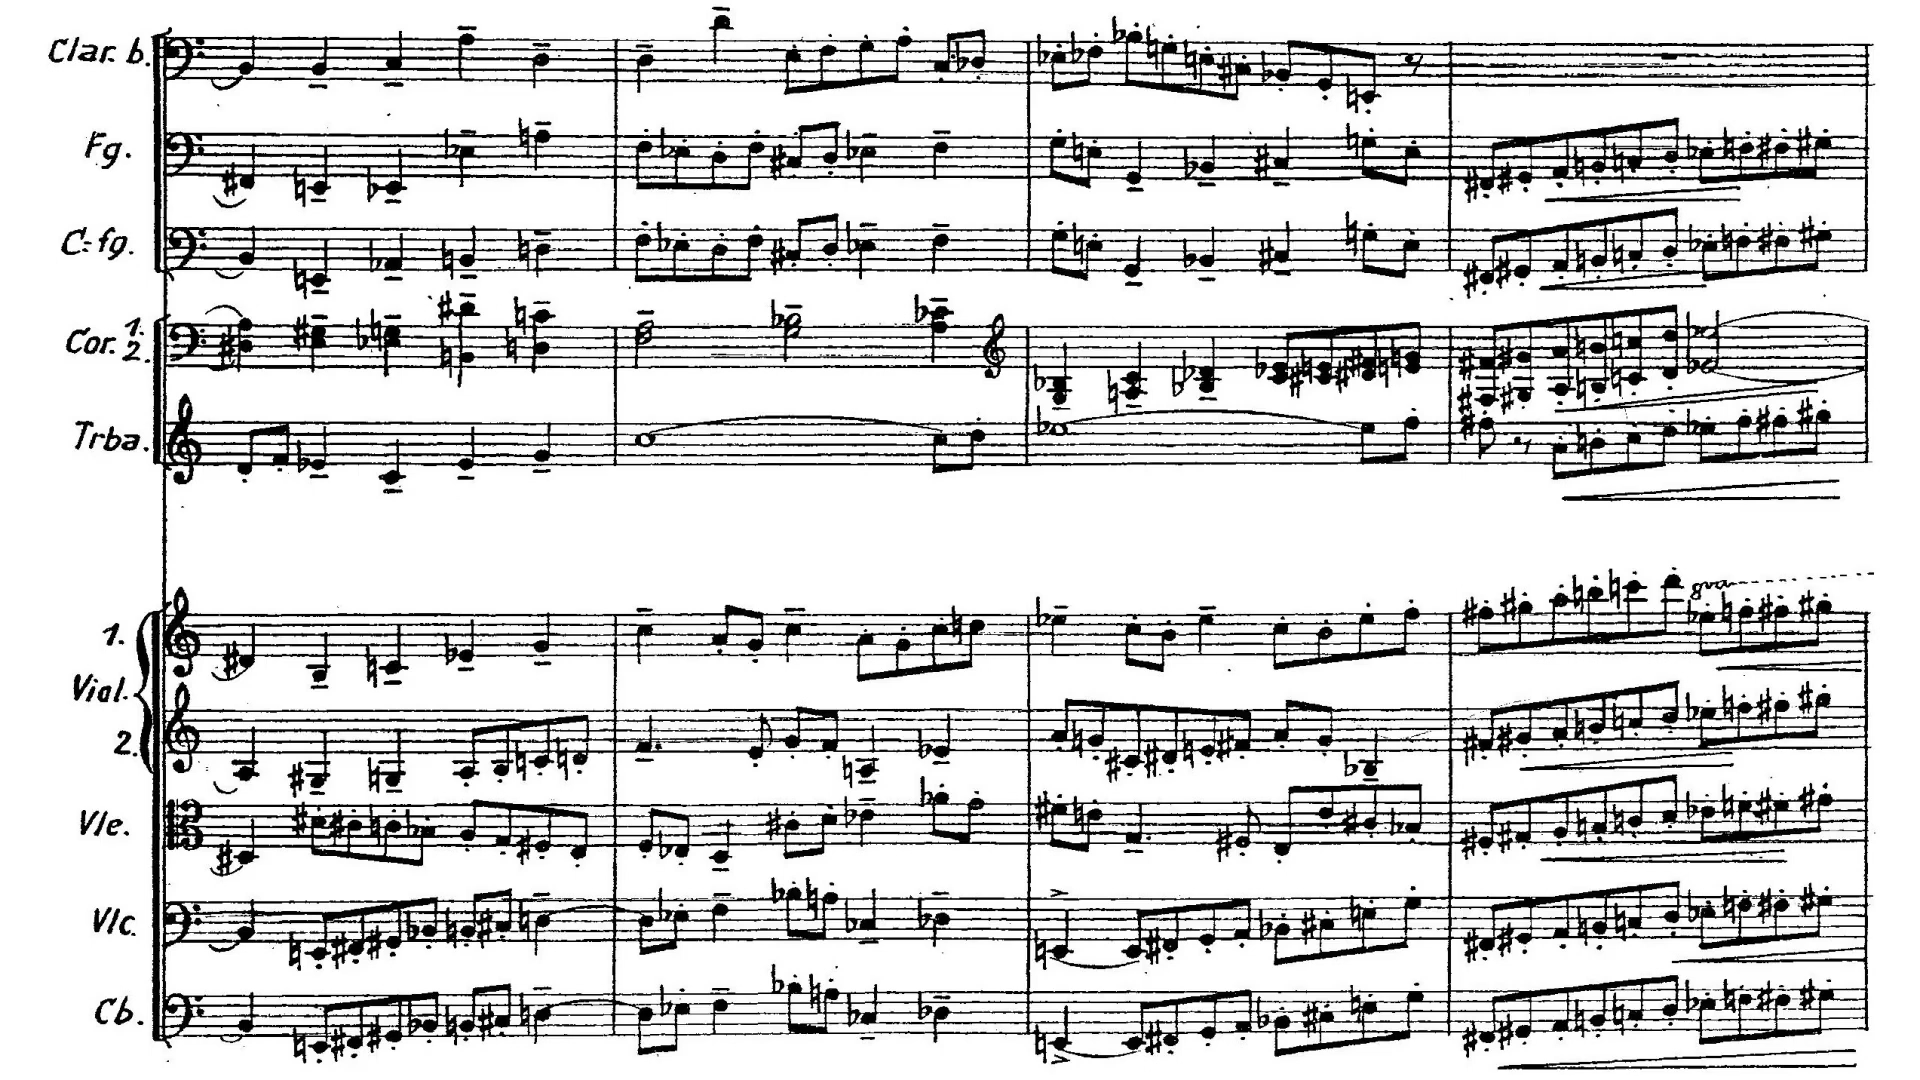 Clar. b.
Fg.
C=fg.
Cor. 1.
2.
Trba.
8va
1.
Viol.
2.
Vle.
Vlc.
Cb.